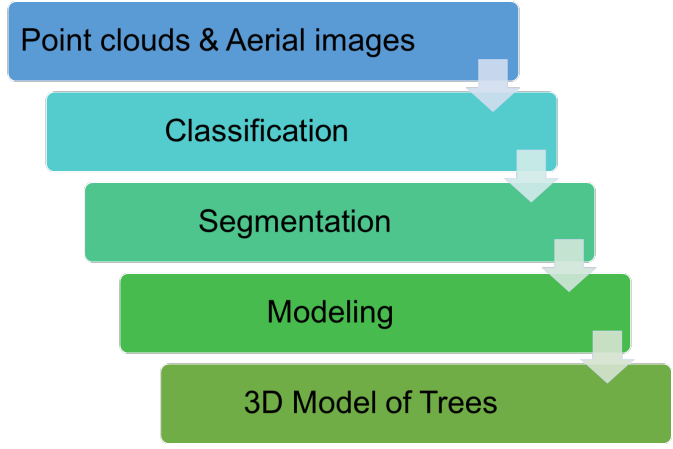 Point clouds & Aerial images
Classification
Segmentation
Modeling
3D Model of Trees